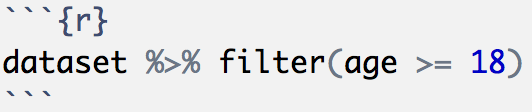 ```{r}
dataset %>% filter(age >= 18)
```